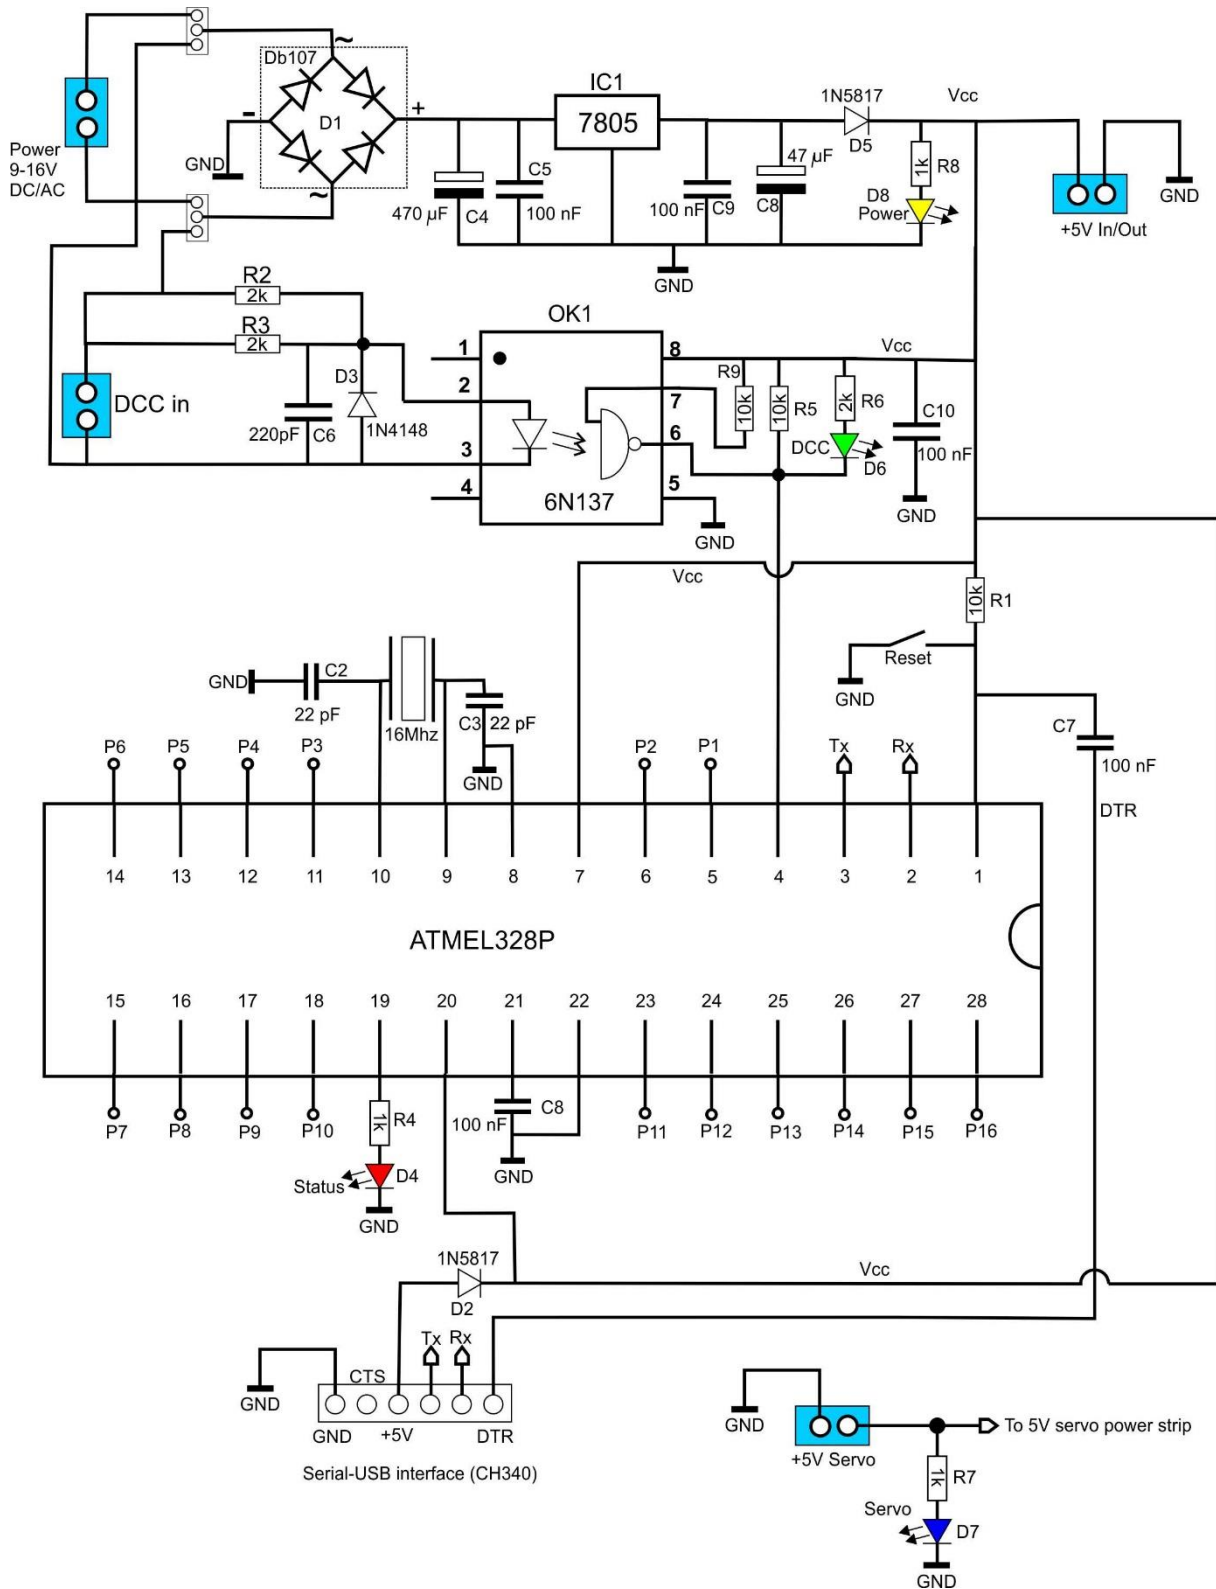 Db107
~
D1
-
+
~
GND
Power
9-16V
DC/AC
IC1
7805
1N5817
D5
Vcc
470 µF
C4
C5
100 nF
100 nF
C9
47 µF
C8
R8
1k
D8
Power
GND
+5V In/Out
GND
R2
2k
R3
2k
DCC in
D3
1N4148
220pF
C6
OK1
1
2
3
4
8
7
6
5
6N137
Vcc
R9
10k
10k
R5
2k
R6
DCC
D6
C10
100 nF
GND
GND
Vcc
10k
R1
Reset
GND
C7
100 nF
DTR
GND
C2
22 pF
16Mhz
C3
22 pF
GND
P6
P5
P4
P3
P2
P1
Tx
Rx
14
13
12
11
10
9
8
7
6
5
4
3
2
1
ATMEL328P
15
16
17
18
19
20
21
22
23
24
25
26
27
28
P7
P8
P9
P10
1k
R4
Status
D4
GND
100 nF
C8
GND
P11
P12
P13
P14
P15
P16
1N5817
D2
Vcc
Tx
Rx
GND
CTS
GND
+5V
DTR
Serial-USB interface (CH340)
GND
+5V Servo
To 5V servo power strip
1k
R7
Servo
D7
GND